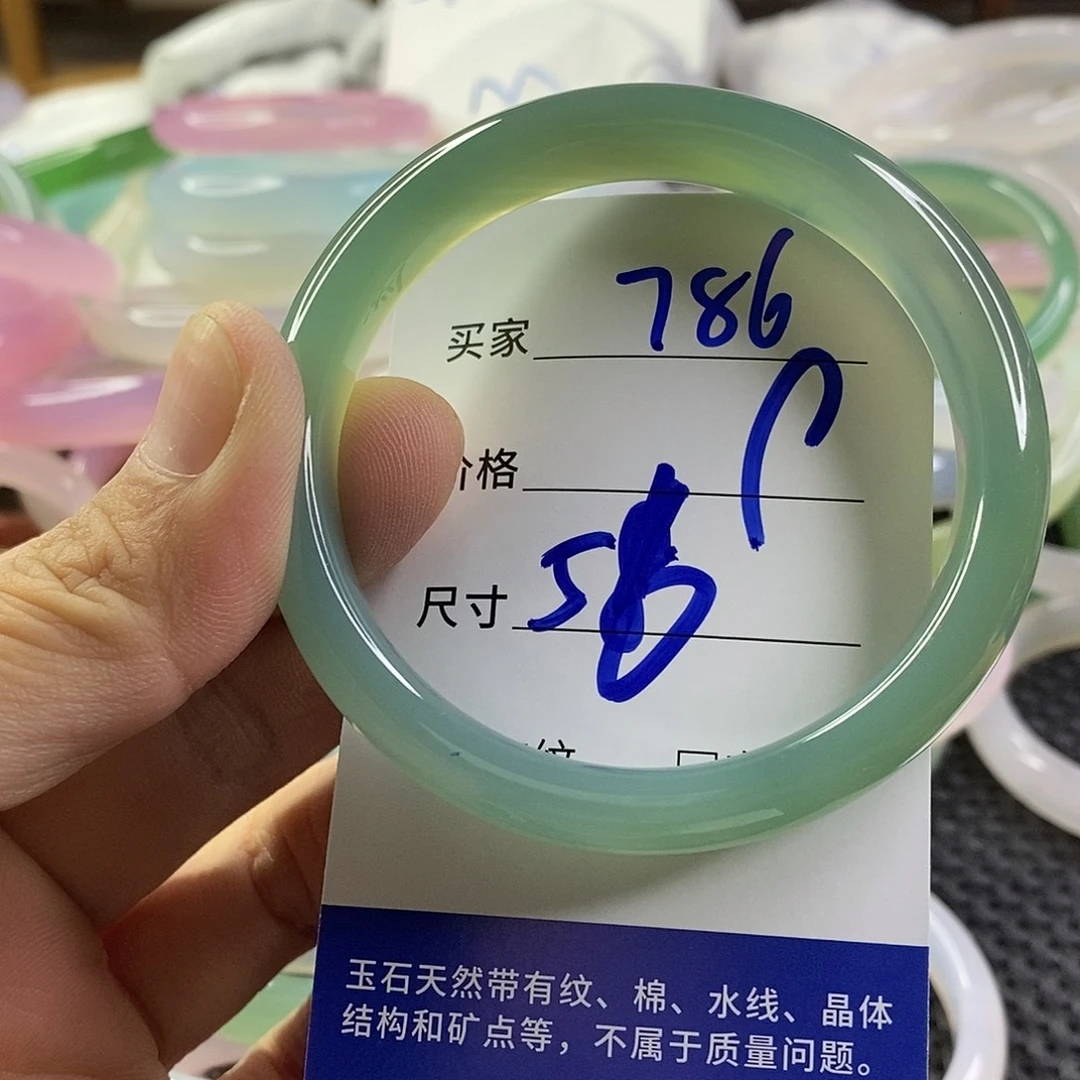 买家 786
价格
尺寸 56
玉石天然带有纹、棉、水线、晶体
结构和矿点等，不属于质量问题。